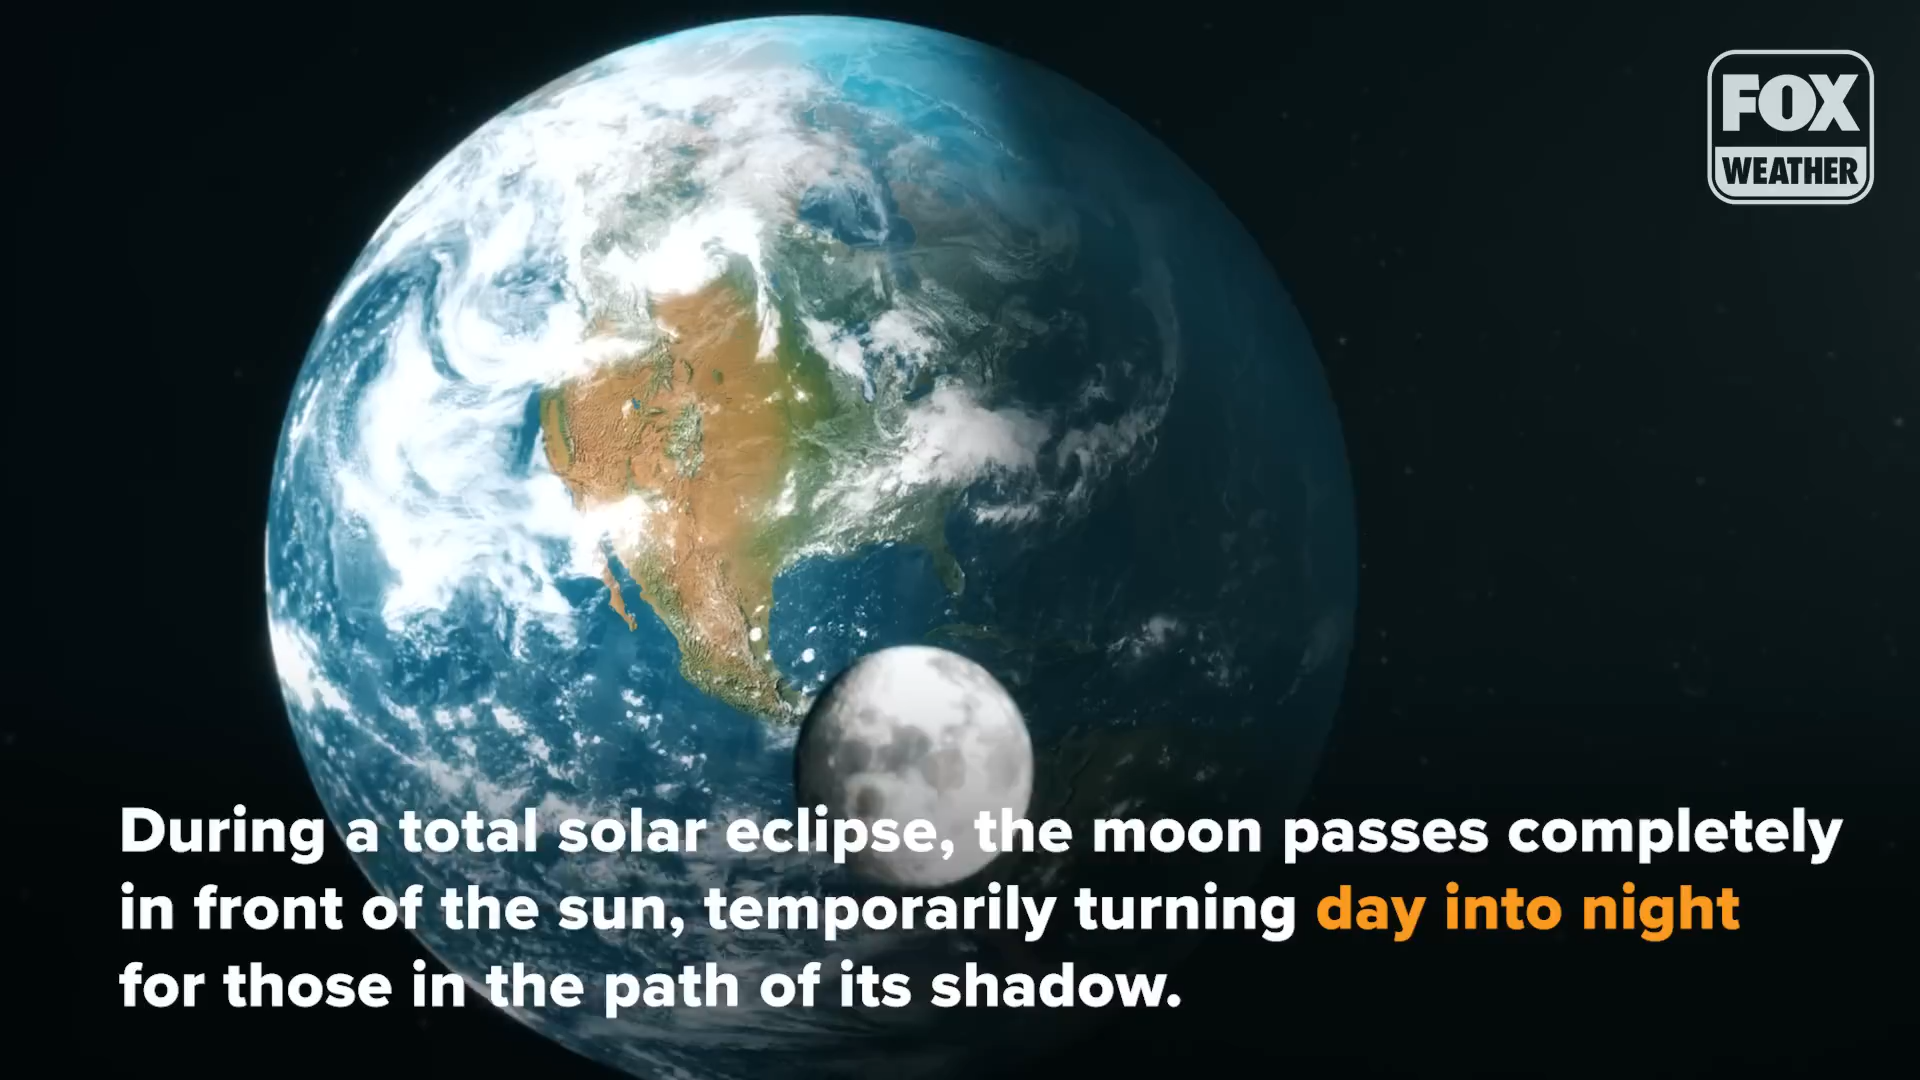 FOX
WEATHER
During a total solar eclipse, the moon passes completely
in front of the sun, temporarily turning day into night
for those in the path of its shadow.